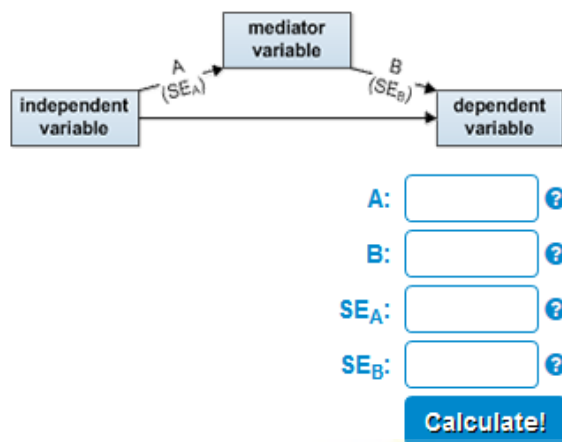 mediator
variable
A
(SEA)
B
(SEB)
independent
variable
dependent
variable
A:
?
B:
?
SEA:
?
SEB:
?
Calculate!